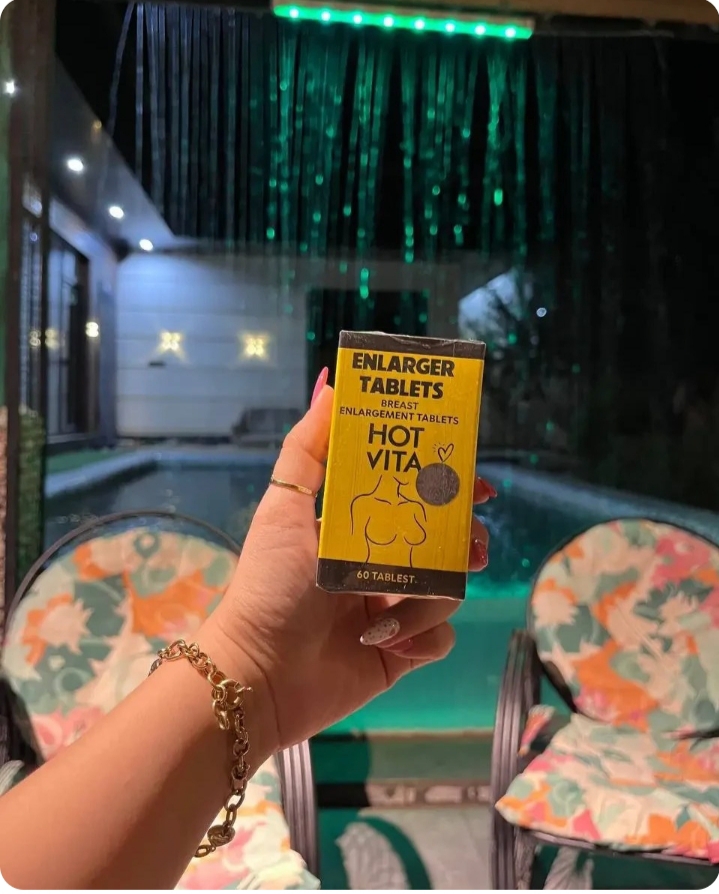 ENLARGER
TABLETS
BREAST
ENLARGEMENT TABLETS
HOT
VITA
60 TABLEST